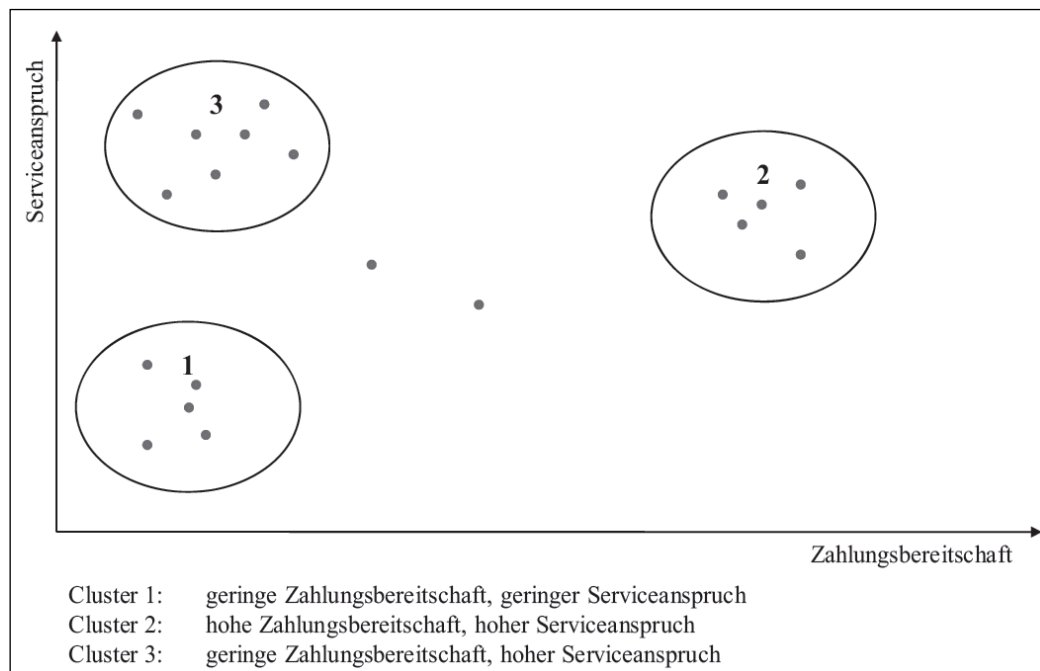 Serviceanspruch
3
2
1
Zahlungsbereitschaft
Cluster 1: geringe Zahlungsbereitschaft, geringer Serviceanspruch
Cluster 2: hohe Zahlungsbereitschaft, hoher Serviceanspruch
Cluster 3: geringe Zahlungsbereitschaft, hoher Serviceanspruch